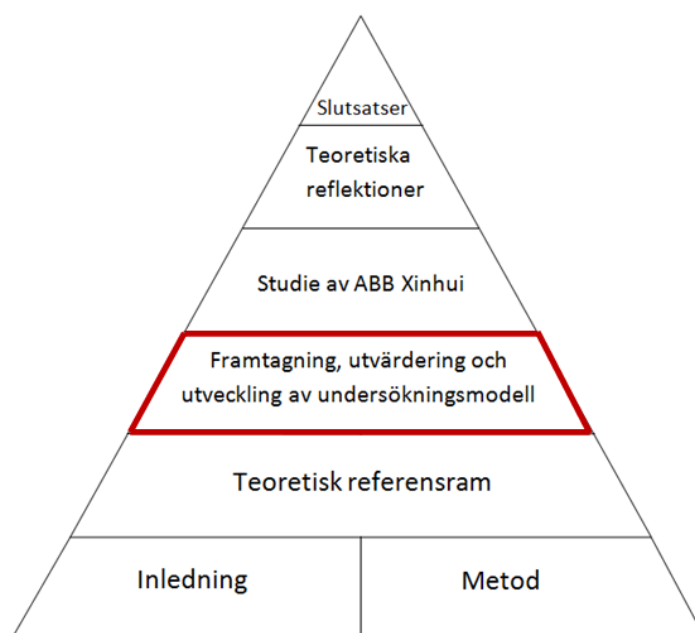 Slutsatser
Teoretiska
reflektioner
Studie av ABB Xinhui
Framtagning, utvärdering och
utveckling av undersökningsmodell
Teoretisk referensram
Inledning
Metod